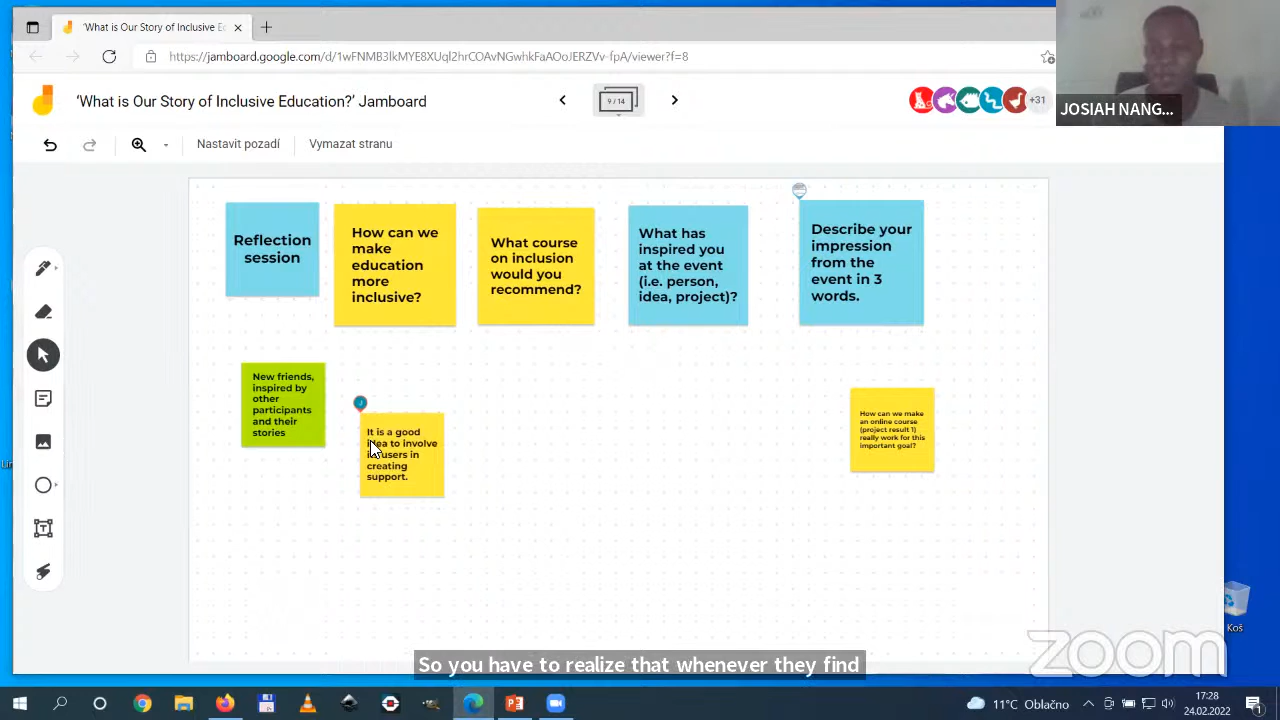 'What is Our Story of Inclusive Ec
https://jamboard.google.com/d/1wFNMB3lkMYE8XUql2hrCOAvNGwhkFaAOoJERZVv-fpA/viewer?f=8
'What is Our Story of Inclusive Education?' Jamboard
9 / 14
+31
JOSIAH NANG...
Nastavit pozadí
Vymazat stranu
Reflection
session
How can we
make
education
more
inclusive?
What course
on inclusion
would you
recommend?
What has
inspired you
at the event
(i.e. person,
idea, project)?
Describe your
impression
from the
event in 3
words.
New friends,
inspired by
other
participants
and their
stories
J
It is a good
idea to involve
users in
creating
support.
How can we make
an online course
(project result 1)
really work for this
important goal?
Koš
zoom
So you have to realize that whenever they find
11°C Oblačno
17:28
24.02.2022
1